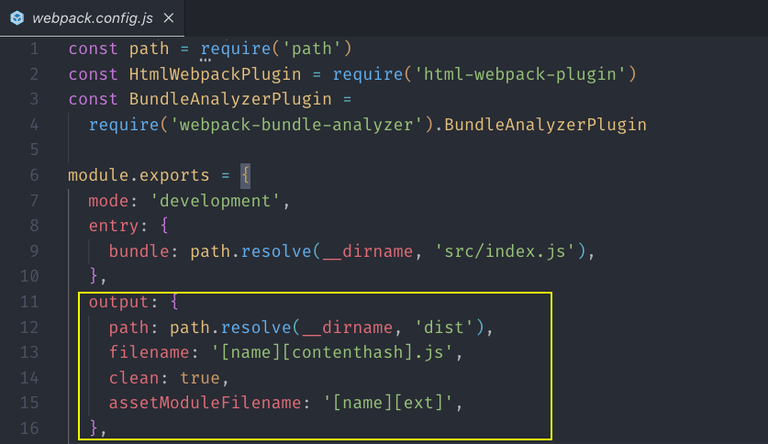 webpack.config.js ×
1 const path = require('path')
2 const HtmlWebpackPlugin = require('html-webpack-plugin')
3 const BundleAnalyzerPlugin =
4   require('webpack-bundle-analyzer').BundleAnalyzerPlugin
5
6 module.exports = {
7   mode: 'development',
8   entry: {
9     bundle: path.resolve(__dirname, 'src/index.js'),
10   },
11   output: {
12     path: path.resolve(__dirname, 'dist'),
13     filename: '[name][contenthash].js',
14     clean: true,
15     assetModuleFilename: '[name][ext]',
16   },